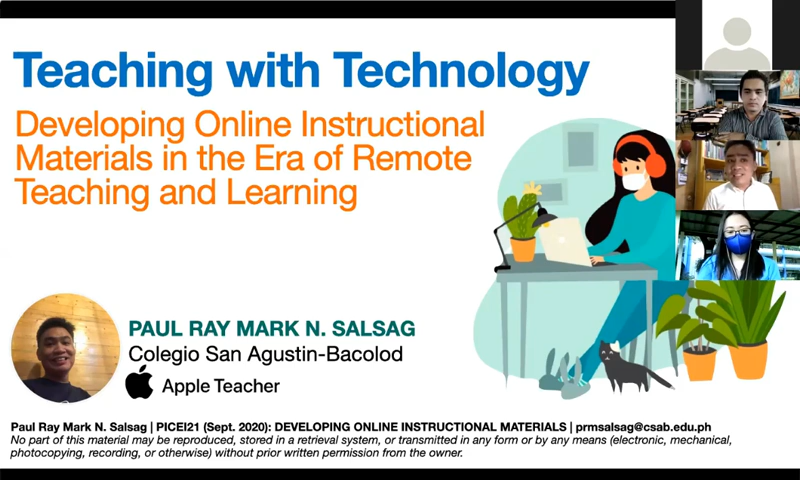 Teaching with Technology
Developing Online Instructional
Materials in the Era of Remote
Teaching and Learning
PAUL RAY MARK N. SALSAG
Colegio San Agustin-Bacolod
Apple Teacher
Paul Ray Mark N. Salsag | PICEI21 (Sept. 2020): DEVELOPING ONLINE INSTRUCTIONAL MATERIALS | prmsalsag@csab.edu.ph
No part of this material may be reproduced, stored in a retrieval system, or transmitted in any form or by any means (electronic, mechanical,
photocopying, recording, or otherwise) without prior written permission from the owner.